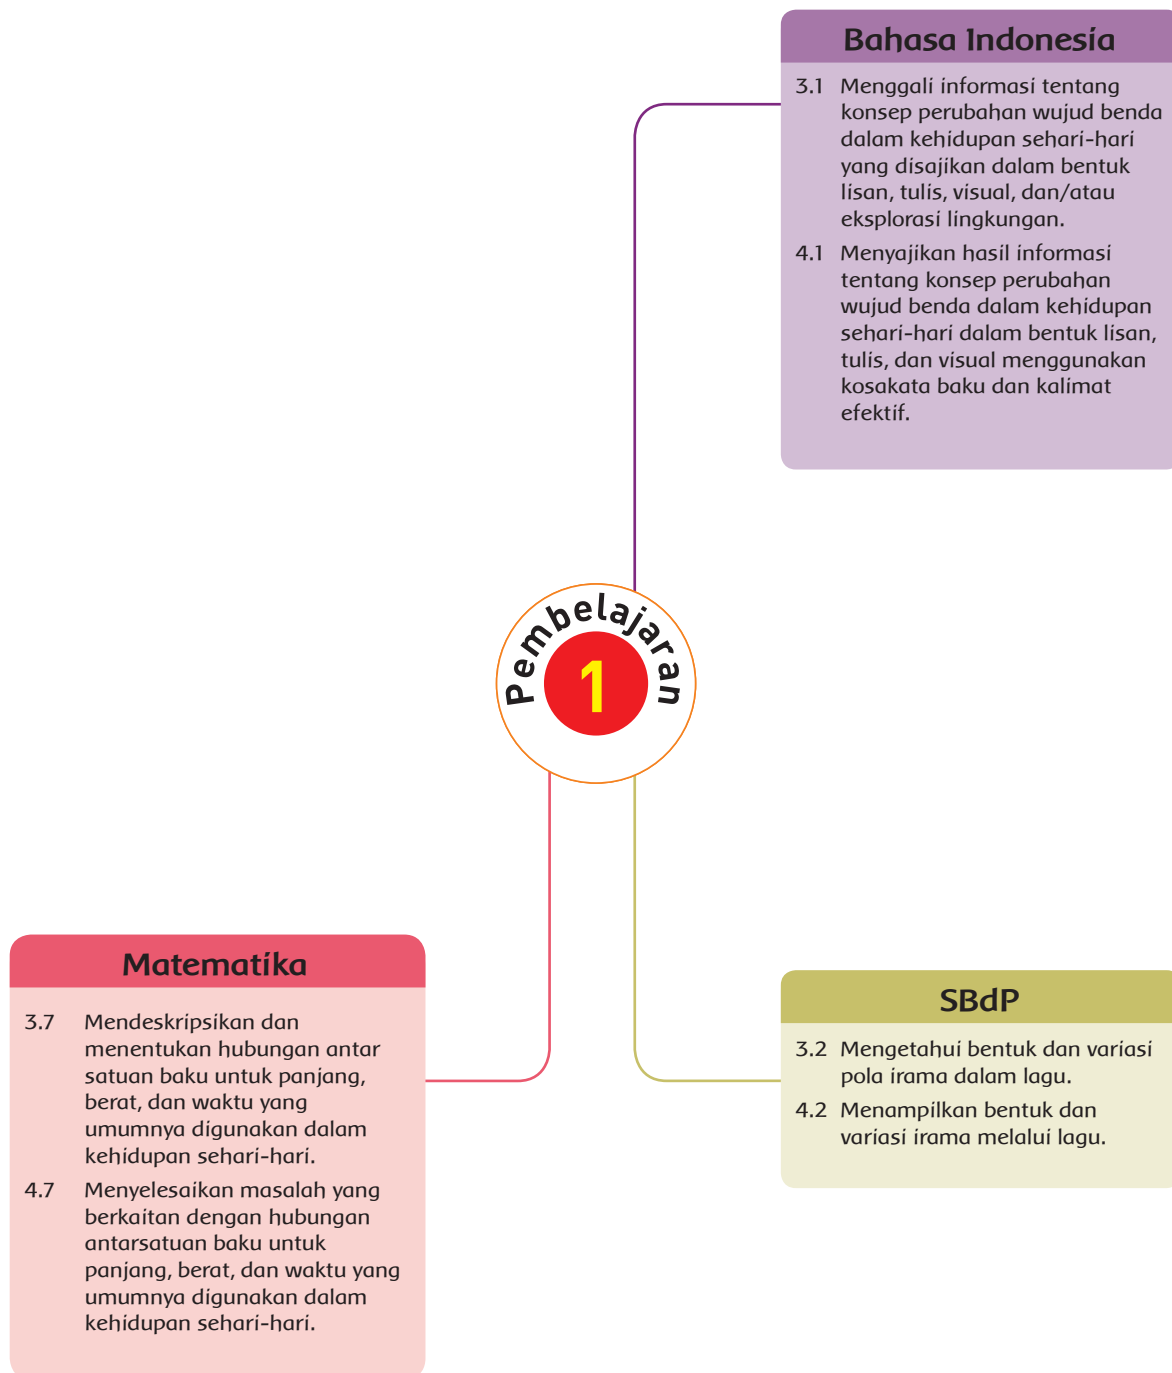 Bahasa Indonesia
3.1 Menggali informasi tentang
konsep perubahan wujud benda
dalam kehidupan sehari-hari
yang disajikan dalam bentuk
lisan, tulis, visual, dan/atau
eksplorasi lingkungan.
4.1 Menyajikan hasil informasi
tentang konsep perubahan
wujud benda dalam kehidupan
sehari-hari dalam bentuk lisan,
tulis, dan visual menggunakan
kosakata baku dan kalimat
efektif.
Pembelajaran
1
Matematika
3.7 Mendeskripsikan dan
menentukan hubungan antar
satuan baku untuk panjang,
berat, dan waktu yang
umumnya digunakan dalam
kehidupan sehari-hari.
4.7 Menyelesaikan masalah yang
berkaitan dengan hubungan
antarsatuan baku untuk
panjang, berat, dan waktu yang
umumnya digunakan dalam
kehidupan sehari-hari.
SBdP
3.2 Mengetahui bentuk dan variasi
pola irama dalam lagu.
4.2 Menampilkan bentuk dan
variasi irama melalui lagu.